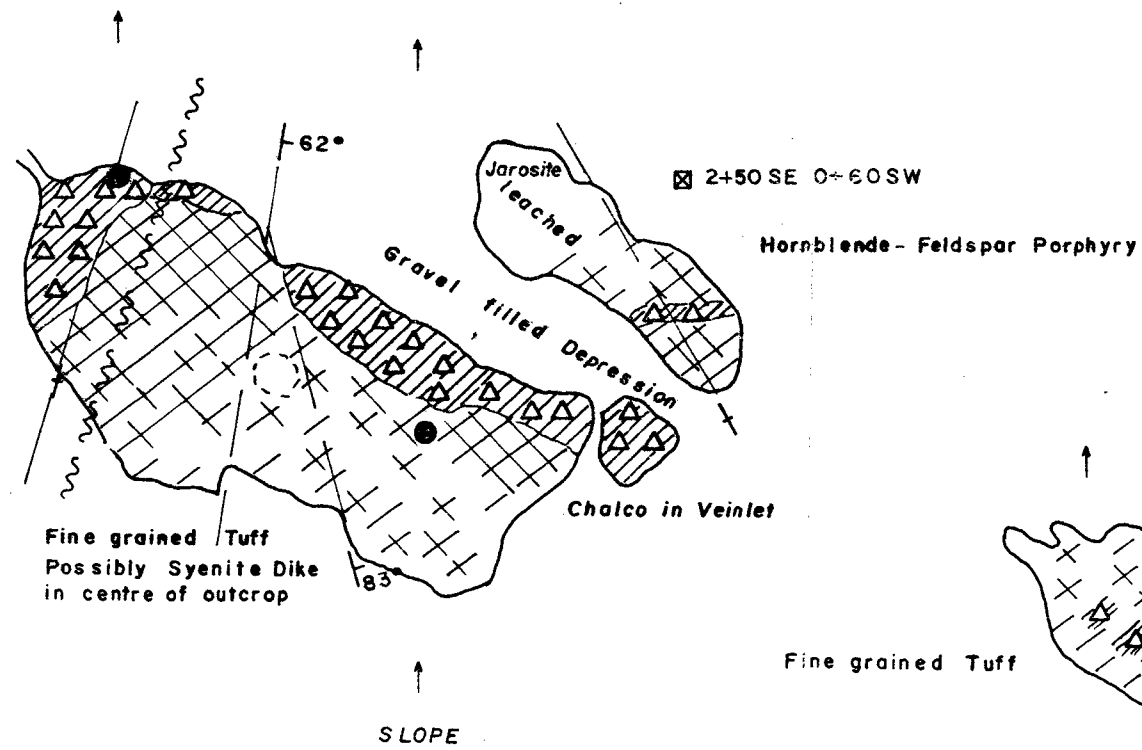 62°
Jarosite
leached
2+50 SE 0+60 SW
Hornblende-Feldspar Porphyry
Gravel filled Depression
Chalco in Veinlet
Fine grained Tuff
Possibly Syenite Dike
in centre of outcrop
83
Fine grained Tuff
SLOPE